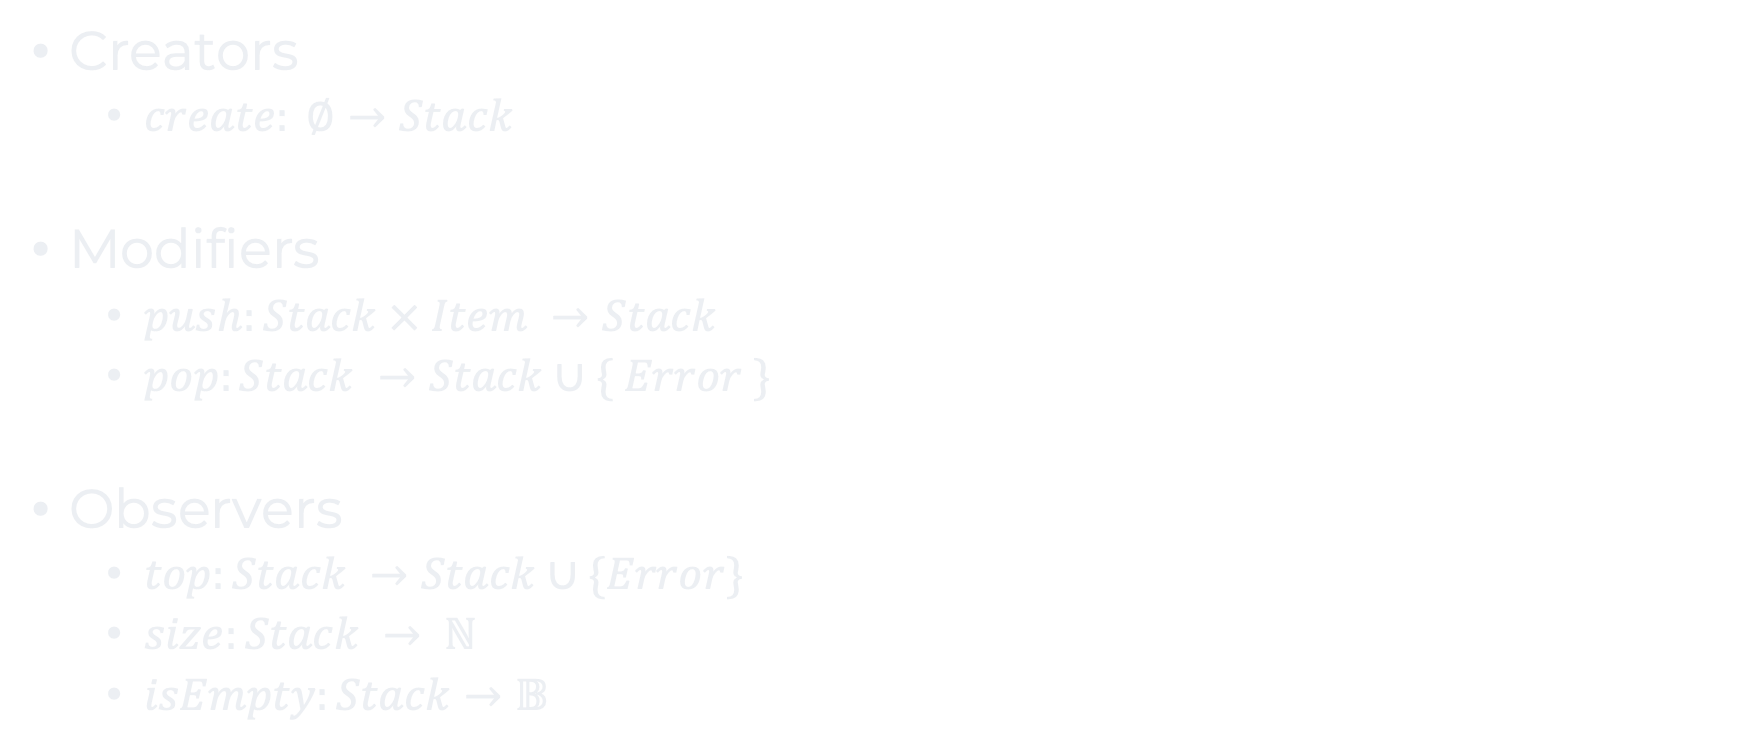 • Creators
• create: ∅ → Stack
• Modifiers
• push: Stack × Item → Stack
• pop: Stack → Stack ∪ { Error }
• Observers
• top: Stack → Stack ∪ {Error}
• size: Stack → ℕ
• isEmpty: Stack → 𝔹